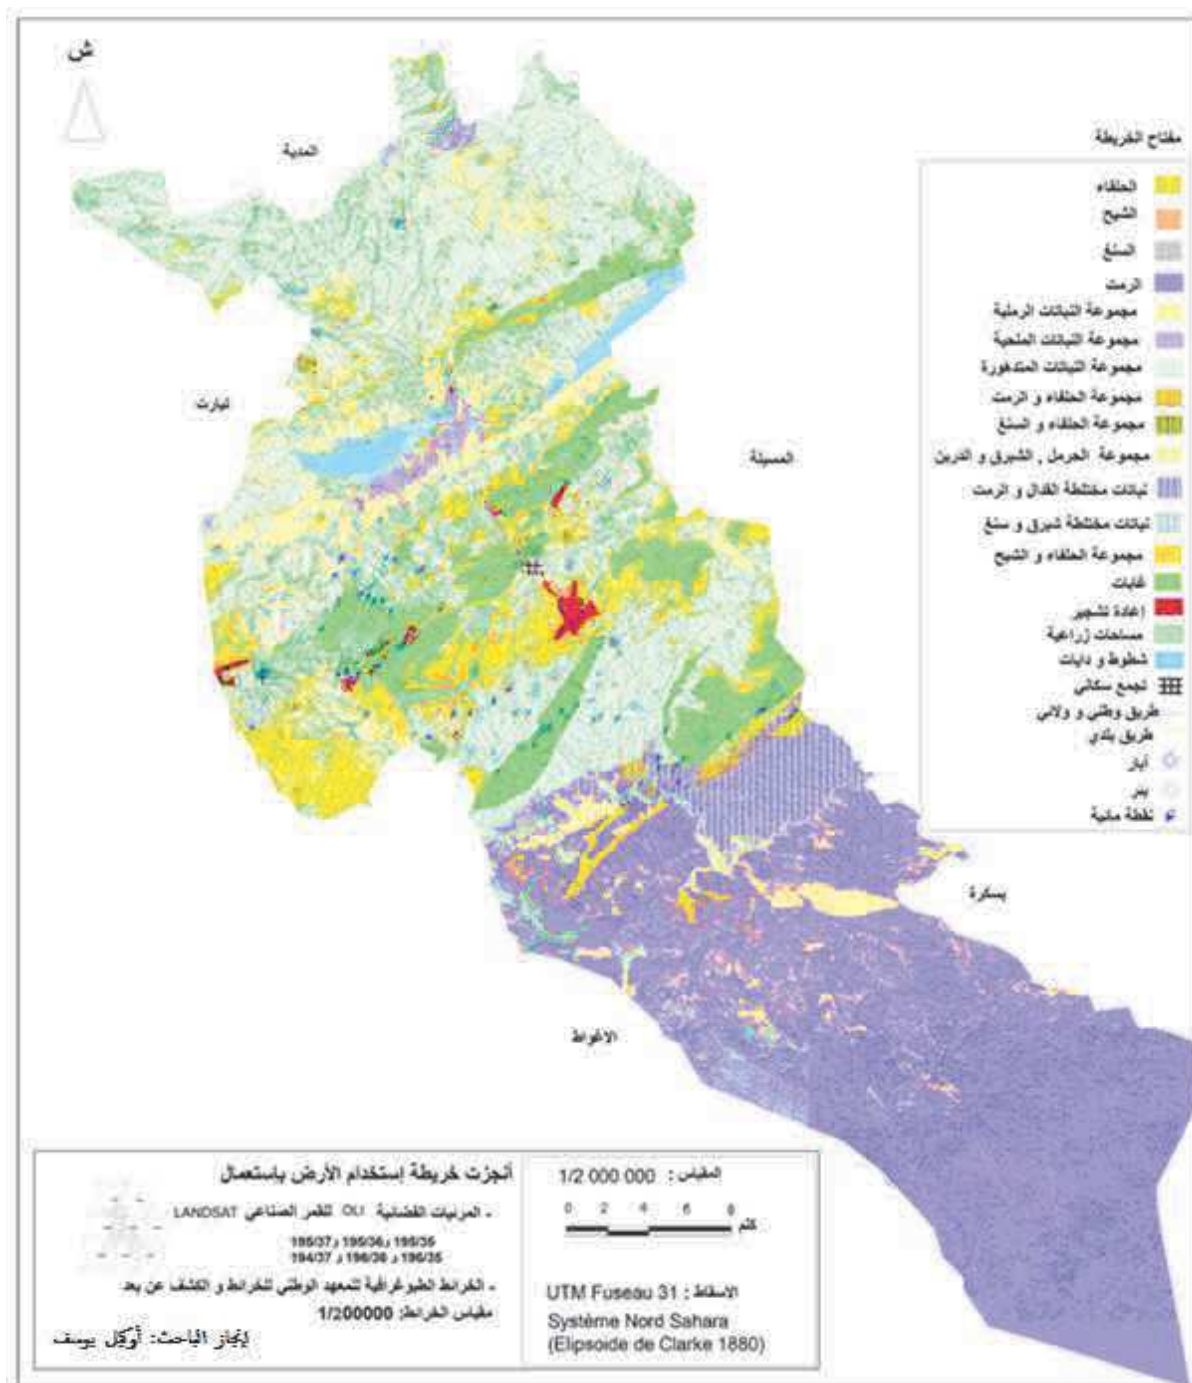 ش
المدية
تيارت
المسيلة
بسكرة
الاغواط
مفتاح الخريطة
الحلفاء
الشيح
السنغ
الرمث
مجموعة النباتات الرملية
مجموعة النباتات الملحية
مجموعة النباتات المتدهورة
مجموعة الحلفاء و الرمث
مجموعة الحلفاء و السنغ
مجموعة الحرمل , الشبرق و الدرين
نباتات مختلطة القدال و الرمث
نباتات مختلطة شبرق و سنغ
مجموعة الحلفاء و الشيح
غابات
إعادة تشجير
مساحات زراعية
شطوط و دايات
تجمع سكاني
طريق وطني و ولائي
طريق بلدي
آبار
بئر
نقطة مائية
أنجزت خريطة إستخدام الأرض بإستعمال
- المرئيات الفضائية OLI للقمر الصناعي LANDSAT
195/35 و 195/36 و 195/37
196/35 و 196/36 و 194/37
- الخرائط الطبوغرافية للمعهد الوطني للخرائط و الكشف عن بعد
مقياس الخرائط: 1/200000
إنجاز الباحث: أوكيل يوسف
المقياس : 1/2 000 000
0 2 4 6 8
كلم
الاسقاط : UTM Fuseau 31
Système Nord Sahara
(Elipsoide de Clarke 1880)